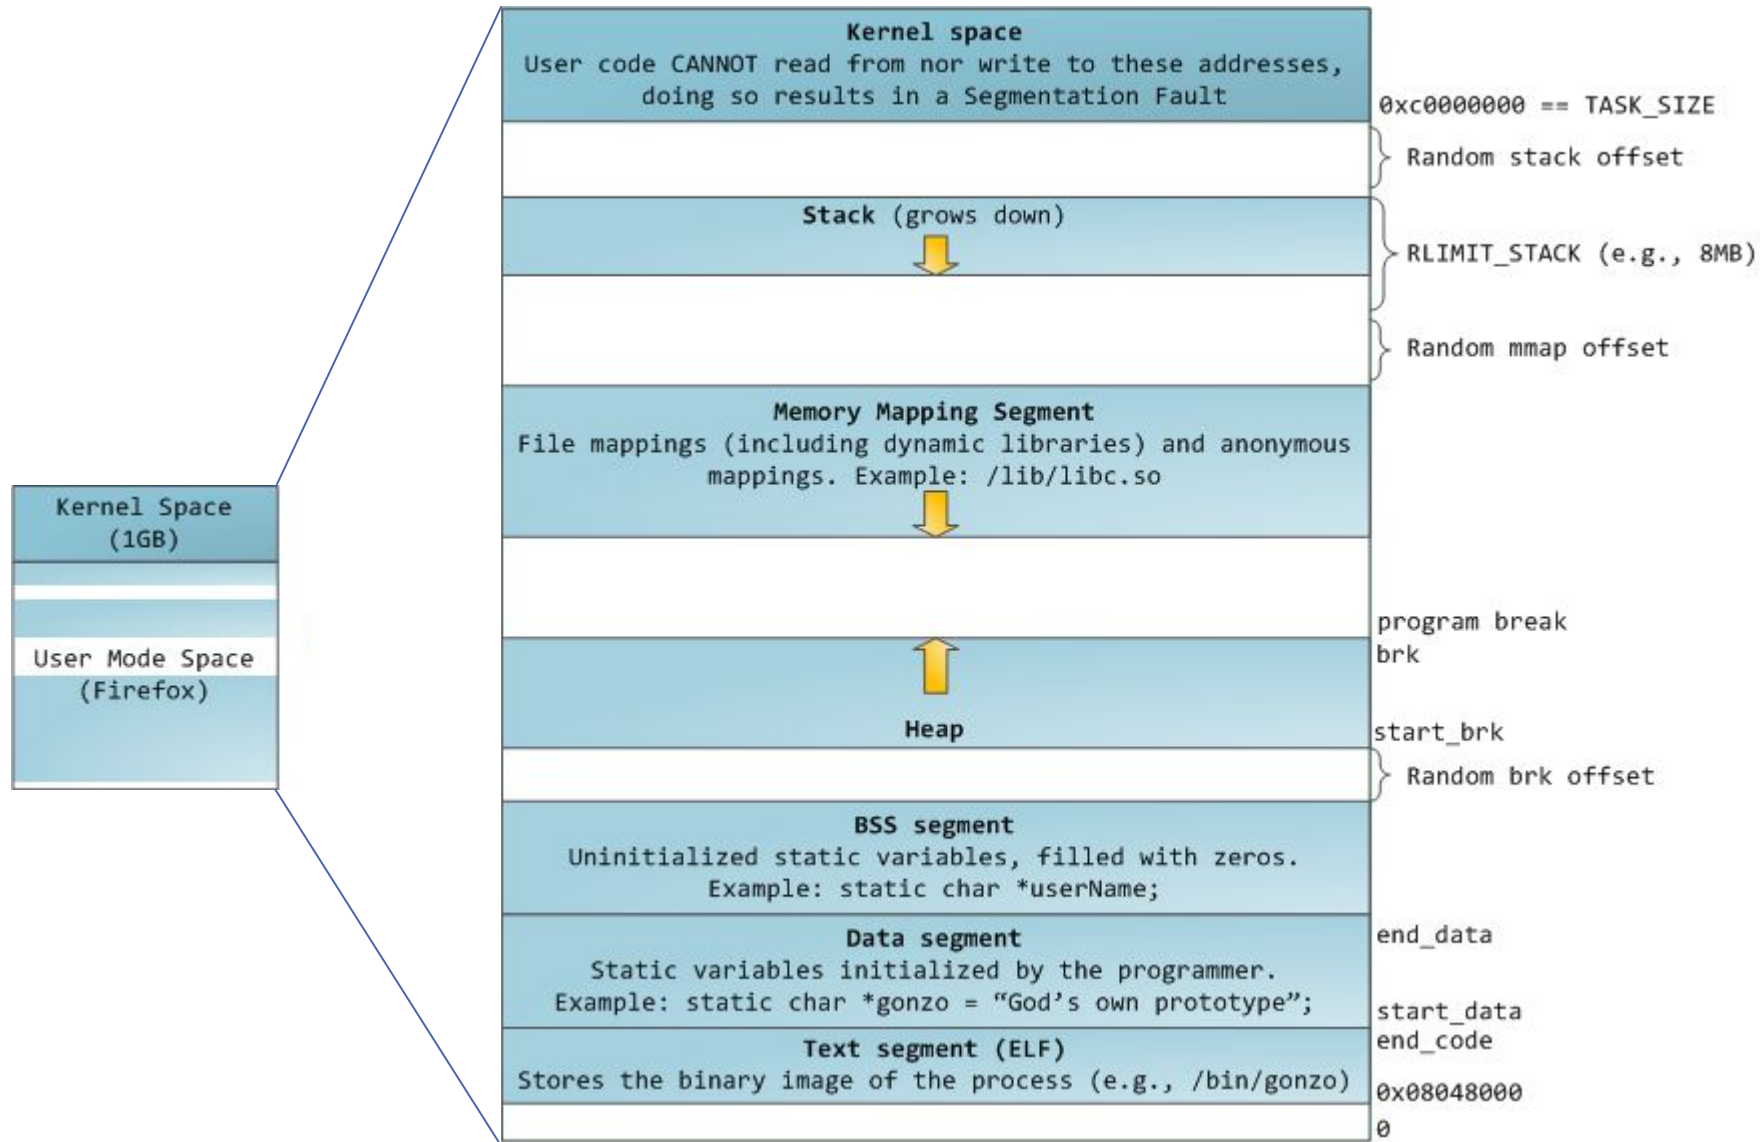 Kernel Space
(1GB)
User Mode Space
(Firefox)
Kernel space
User code CANNOT read from nor write to these addresses,
doing so results in a Segmentation Fault
0xc0000000 == TASK_SIZE
Random stack offset
Stack (grows down)
RLIMIT_STACK (e.g., 8MB)
Random mmap offset
Memory Mapping Segment
File mappings (including dynamic libraries) and anonymous
mappings. Example: /lib/libc.so
program break
brk
Heap
start_brk
Random brk offset
BSS segment
Uninitialized static variables, filled with zeros.
Example: static char *userName;
end_data
Data segment
Static variables initialized by the programmer.
Example: static char *gonzo = “God’s own prototype”;
start_data
end_code
Text segment (ELF)
Stores the binary image of the process (e.g., /bin/gonzo)
0x08048000
0